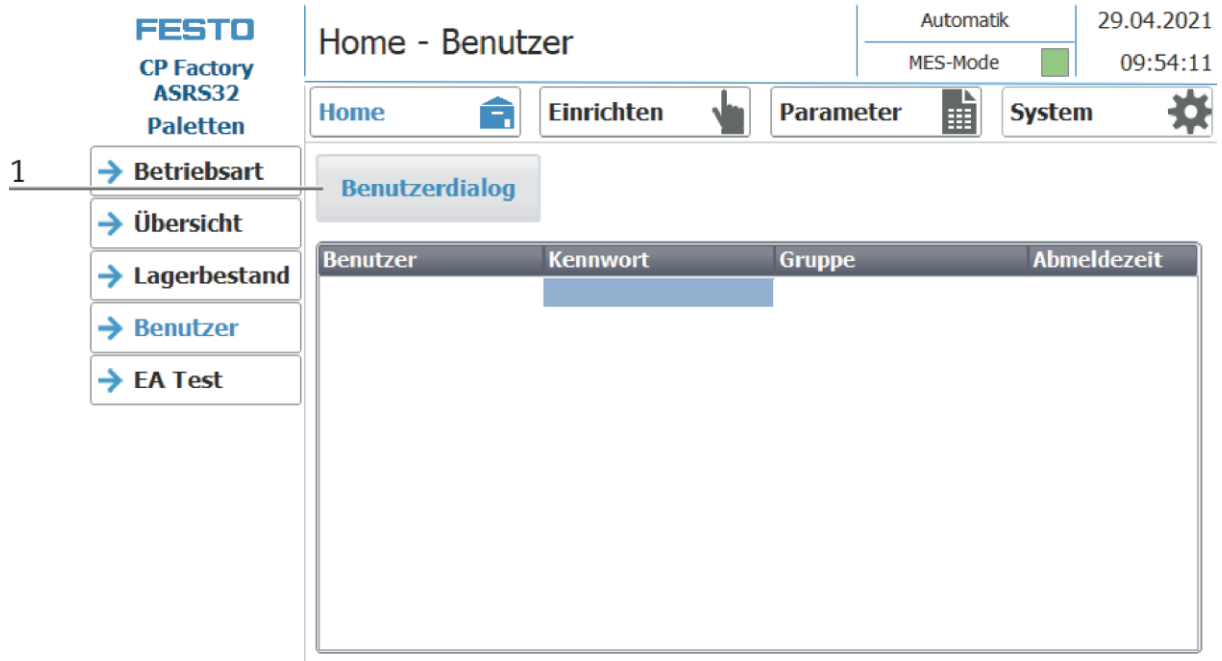 FESTO
CP Factory
ASRS32
Paletten
Home - Benutzer
Automatik
MES-Mode
29.04.2021
09:54:11
Home
Einrichten
Parameter
System
1
Betriebsart
Übersicht
Lagerbestand
Benutzer
EA Test
Benutzerdialog
Benutzer Kennwort Gruppe Abmeldezeit